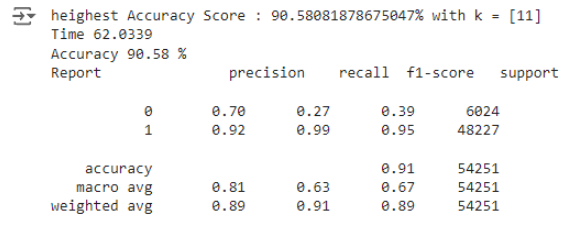 heighest Accuracy Score : 90.58081878675047% with k = [11]
Time 62.0339
Accuracy 90.58 %
Report precision recall f1-score support
0 0.70 0.27 0.39 6024
1 0.92 0.99 0.95 48227
accuracy 0.91 54251
macro avg 0.81 0.63 0.67 54251
weighted avg 0.89 0.91 0.89 54251